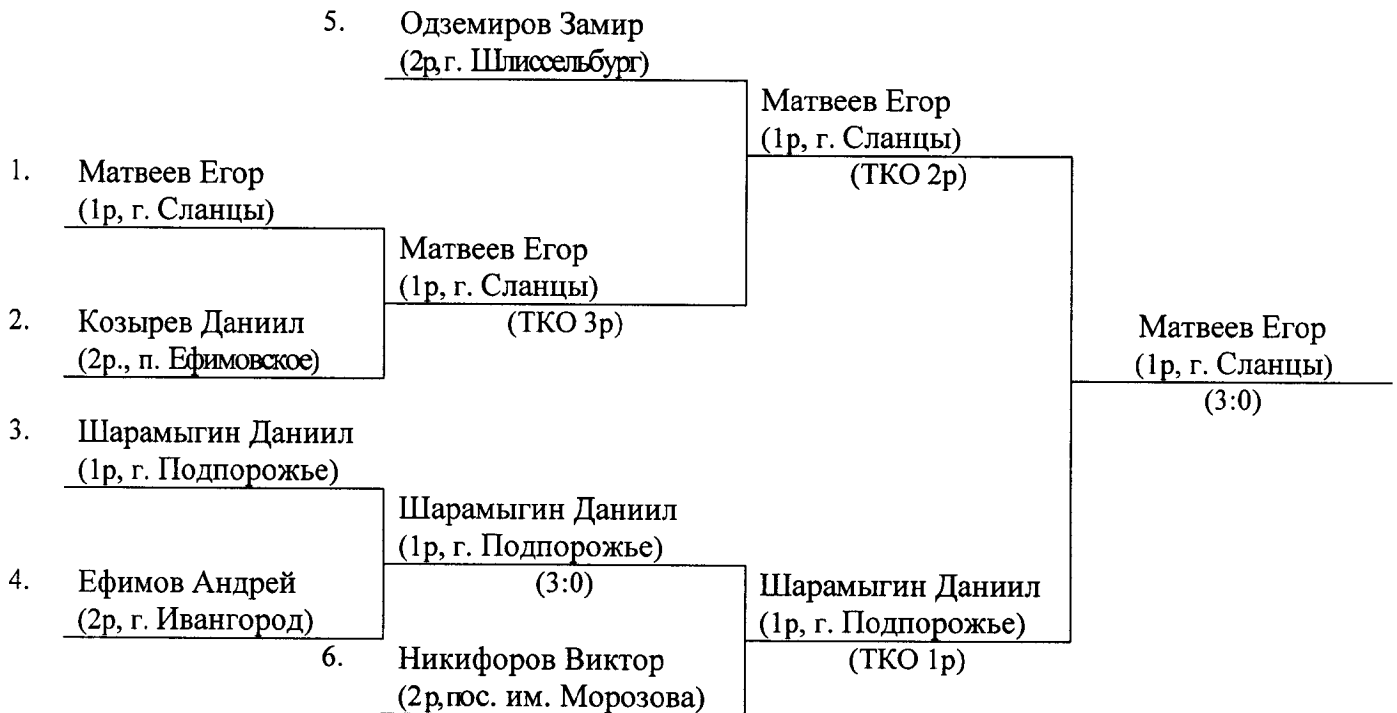 5. Одземиров Замир
(2р, г. Шлиссельбург)
Матвеев Егор
(1р, г. Сланцы)
(ТКО 2р)
1. Матвеев Егор
(1р, г. Сланцы)
Матвеев Егор
(1р, г. Сланцы)
(ТКО 3р)
2. Козырев Даниил
(2р., п. Ефимовское)
Матвеев Егор
(1р, г. Сланцы)
(3:0)
3. Шарамыгин Даниил
(1р, г. Подпорожье)
Шарамыгин Даниил
(1р, г. Подпорожье)
(3:0)
4. Ефимов Андрей
(2р, г. Ивангород)
Шарамыгин Даниил
(1р, г. Подпорожье)
(ТКО 1р)
6. Никифоров Виктор
(2р, пос. им. Морозова)